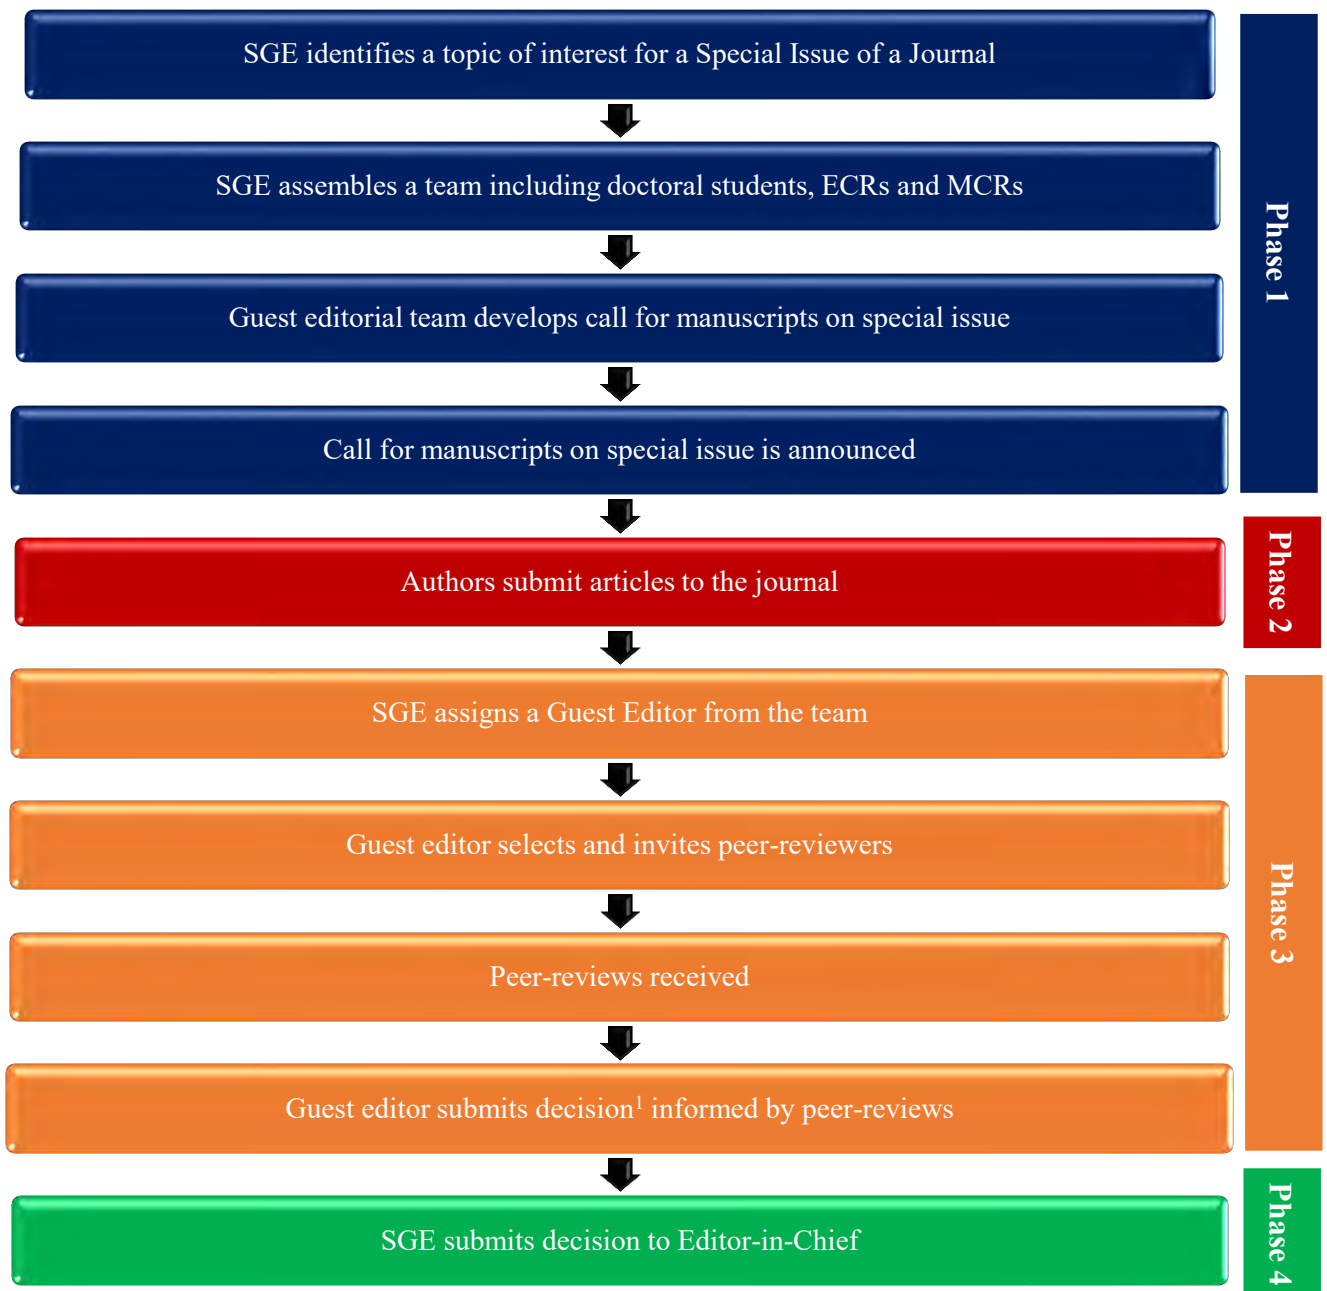 SGE identifies a topic of interest for a Special Issue of a Journal
SGE assembles a team including doctoral students, ECRs and MCRs
Guest editorial team develops call for manuscripts on special issue
Call for manuscripts on special issue is announced
Phase 1
Authors submit articles to the journal
Phase 2
SGE assigns a Guest Editor from the team
Guest editor selects and invites peer-reviewers
Peer-reviews received
Guest editor submits decision¹ informed by peer-reviews
Phase 3
SGE submits decision to Editor-in-Chief
Phase 4